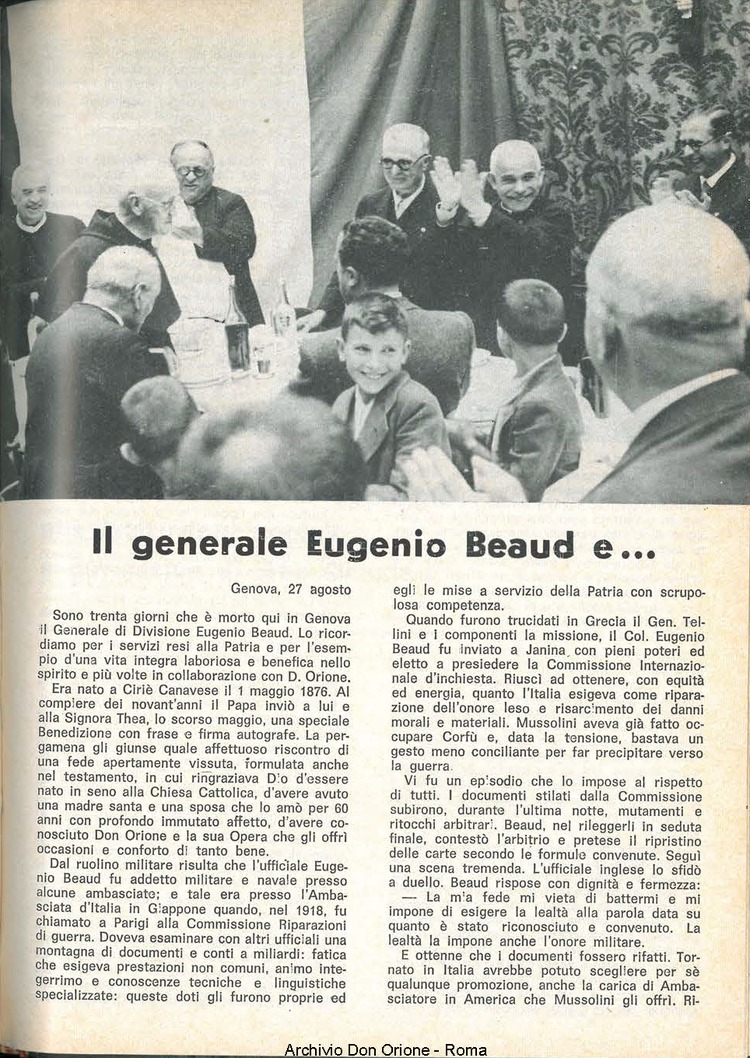 Il generale Eugenio Beaud e...
Genova, 27 agosto
Sono trenta giorni che è morto qui in Genova
il Generale di Divisione Eugenio Beaud. Lo ricor-
diamo per i servizi resi alla Patria e per l'esem-
pio d'una vita integra laboriosa e benefica nello
spirito e più volte in collaborazione con D. Orione.
Era nato a Ciriè Canavese il 1 maggio 1876. Al
compiere dei novant'anni il Papa inviò a lui e
alla Signora Thea, lo scorso maggio, una speciale
Benedizione con frase e firma autografe. La per-
gamena gli giunse quale affettuoso riscontro di
una fede apertamente vissuta, formulata anche
nel testamento, in cui ringraziava Dio d'essere
nato in seno alla Chiesa Cattolica, d'avere avuto
una madre santa e una sposa che lo amò per 60
anni con profondo immutato affetto, d'avere co-
nosciuto Don Orione e la sua Opera che gli offrì
occasioni e conforto di tanto bene.
Dal ruolino militare risulta che l'ufficiale Euge-
nio Beaud fu addetto militare e navale presso
alcune ambasciate; e tale era presso l'Amba-
sciata d'Italia in Giappone quando, nel 1918, fu
chiamato a Parigi alla Commissione Riparazioni
di guerra. Doveva esaminare con altri ufficiali una
montagna di documenti e conti a miliardi: fatica
che esigeva prestazioni non comuni, animo inte-
gerrimo e conoscenze tecniche e linguistiche
specializzate: queste doti gli furono proprie ed
egli le mise a servizio della Patria con scrupo-
losa competenza.
Quando furono trucidati in Grecia il Gen. Tel-
lini e i componenti la missione, il Col. Eugenio
Beaud fu inviato a Janina con pieni poteri ed
eletto a presiedere la Commissione Internazio-
nale d'inchiesta. Riuscì ad ottenere, con equità
ed energia, quanto l'Italia esigeva come ripara-
zione dell'onore leso e risarcimento dei danni
morali e materiali. Mussolini aveva già fatto oc-
cupare Corfù e, data la tensione, bastava un
gesto meno conciliante per far precipitare verso
la guerra.
Vi fu un episodio che lo impose al rispetto
di tutti. I documenti stilati dalla Commissione
subirono, durante l'ultima notte, mutamenti e
ritocchi arbitrari. Beaud, nel rileggerli in seduta
finale, contestò l'arbitrio e pretese il ripristino
delle carte secondo le formule convenute. Seguì
una scena tremenda. L'ufficiale inglese lo sfidò
a duello. Beaud rispose con dignità e fermezza:
— La mia fede mi vieta di battermi e mi
impone di esigere la lealtà alla parola data su
quanto è stato riconosciuto e convenuto. La
lealtà la impone anche l'onore militare.
E ottenne che i documenti fossero rifatti. Tor-
nato in Italia avrebbe potuto scegliere per sè
qualunque promozione, anche la carica di Amba-
sciatore in America che Mussolini gli offrì. Ri-
Archivio Don Orione - Roma